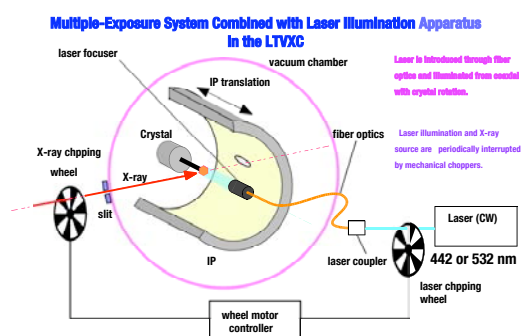 Multiple-Exposure System Combined with Laser Illumination Apparatus
in the LTVXC
laser focuser
vacuum chamber
IP translation
Laser is introduced through fiber
optics and illuminated from coaxial
with crystal rotation.
Crystal
fiber optics
Laser illumination and X-ray
source are periodically interrupted
by mechanical choppers.
X-ray chpping
wheel
X-ray
slit
IP
laser coupler
Laser (CW)
442 or 532 nm
laser chpping
wheel
wheel motor
controller